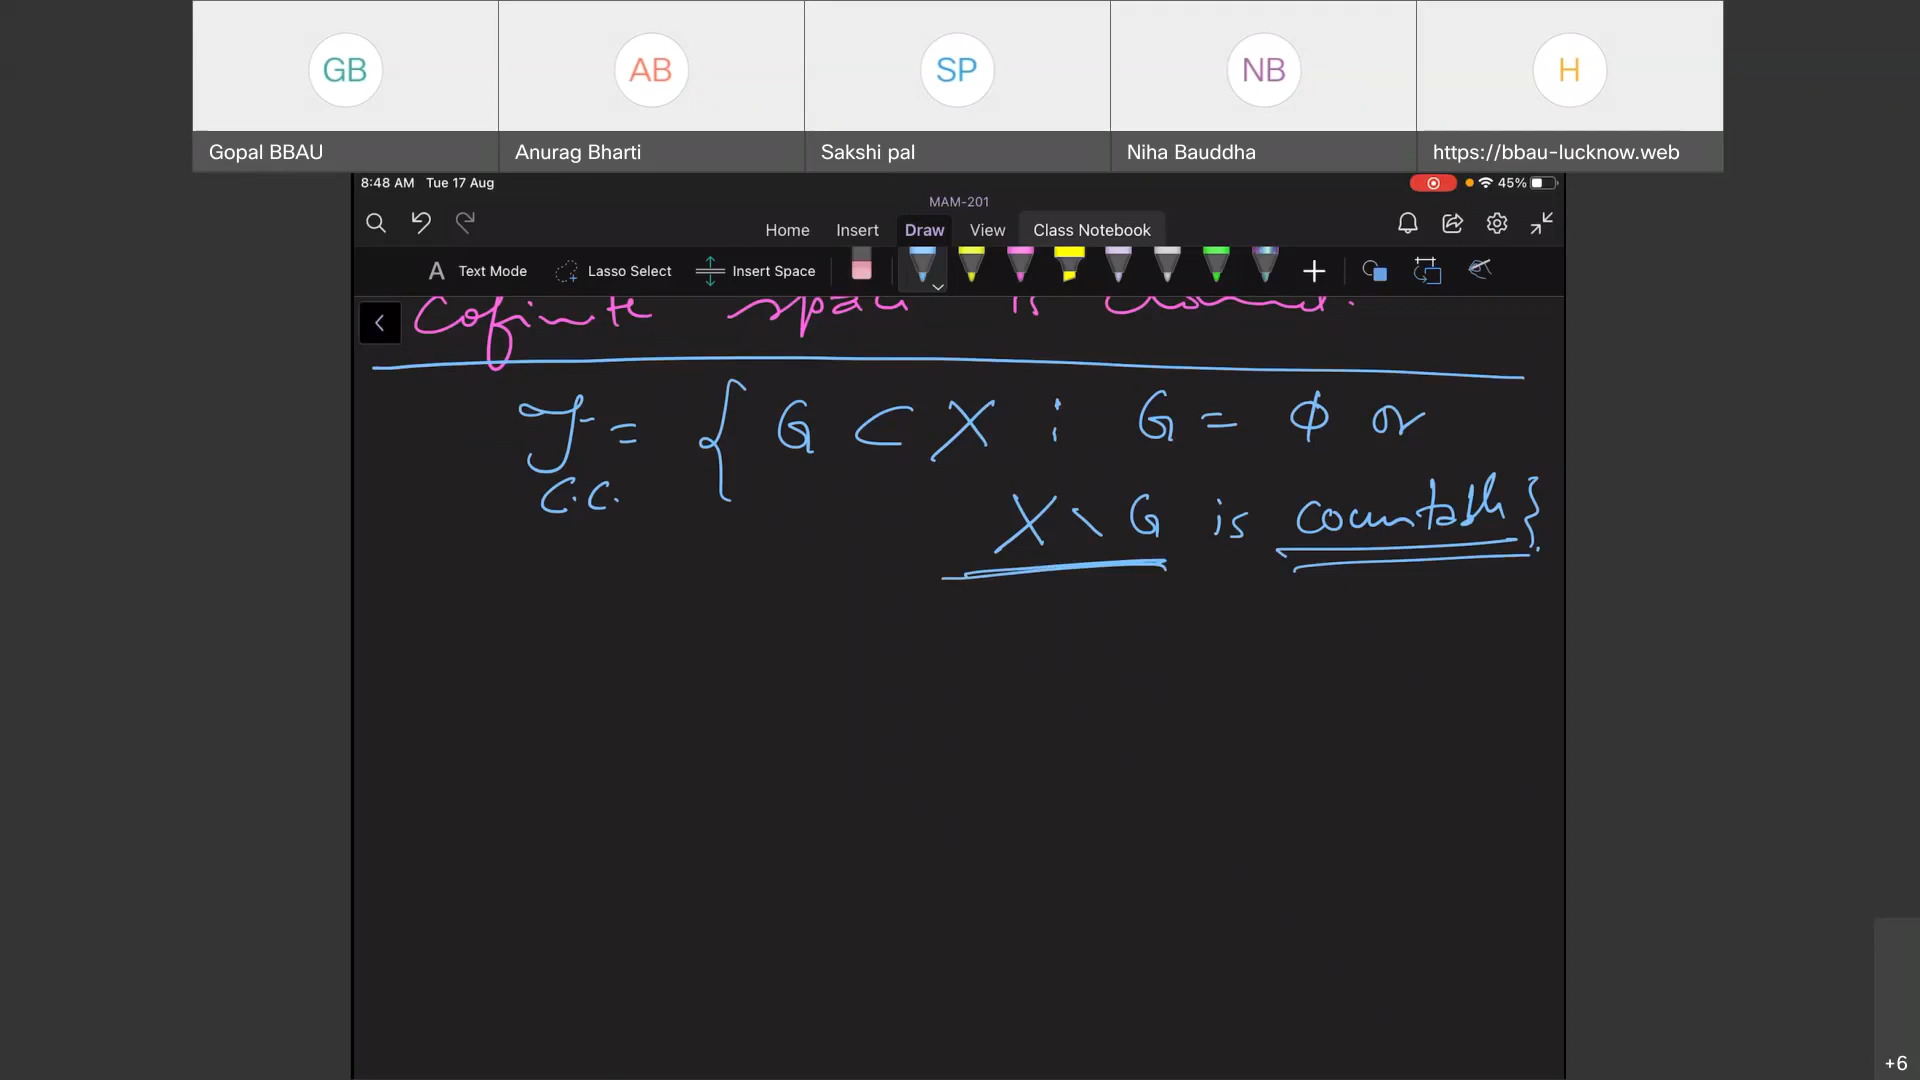 GB AB SP NB H
Gopal BBAU Anurag Bharti Sakshi pal Niha Bauddha https://bbau-lucknow.web
8:48 AM Tue 17 Aug 45%
MAM-201
Home Insert Draw View Class Notebook
A Text Mode Lasso Select Insert Space
Cofinite space is
𝒯 = { G ⊂ X : G = ϕ or
c.c.
X \ G is countable }.
+6